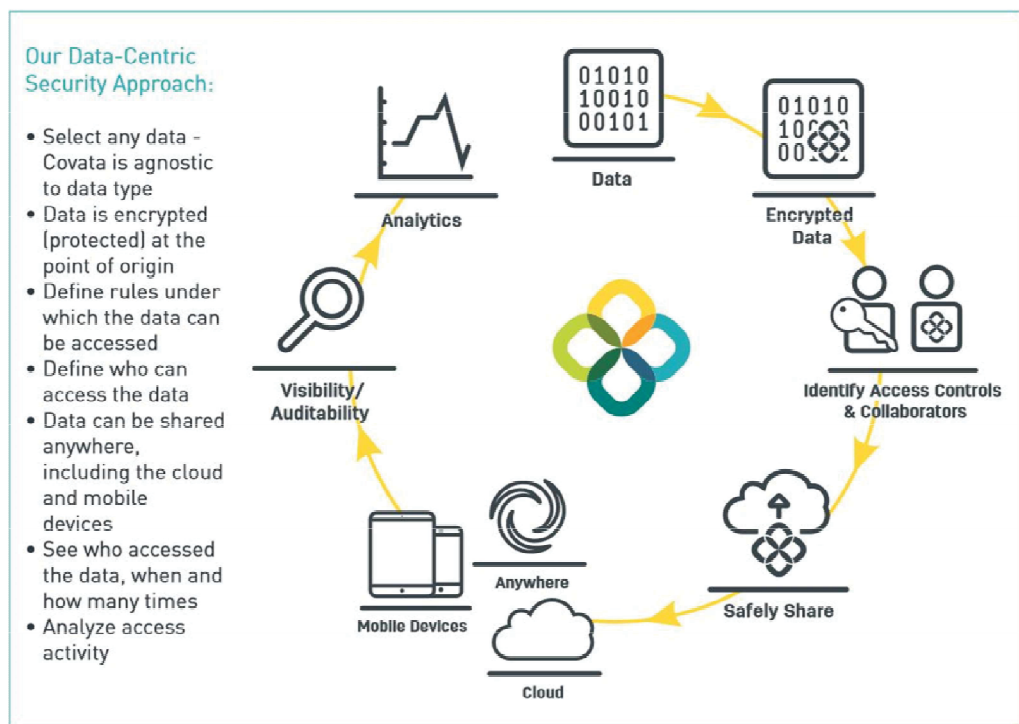 Our Data-Centric
Security Approach:
• Select any data -
Covata is agnostic
to data type
• Data is encrypted
(protected) at the
point of origin
• Define rules under
which the data can
be accessed
• Define who can
access the data
• Data can be shared
anywhere,
including the cloud
and mobile
devices
• See who accessed
the data, when and
how many times
• Analyze access
activity
01010
10010
00101
Data
01010
10
00
Encrypted
Data
Identify Access Controls
& Collaborators
Safely Share
Anywhere
Cloud
Mobile Devices
Visibility/
Auditability
Analytics